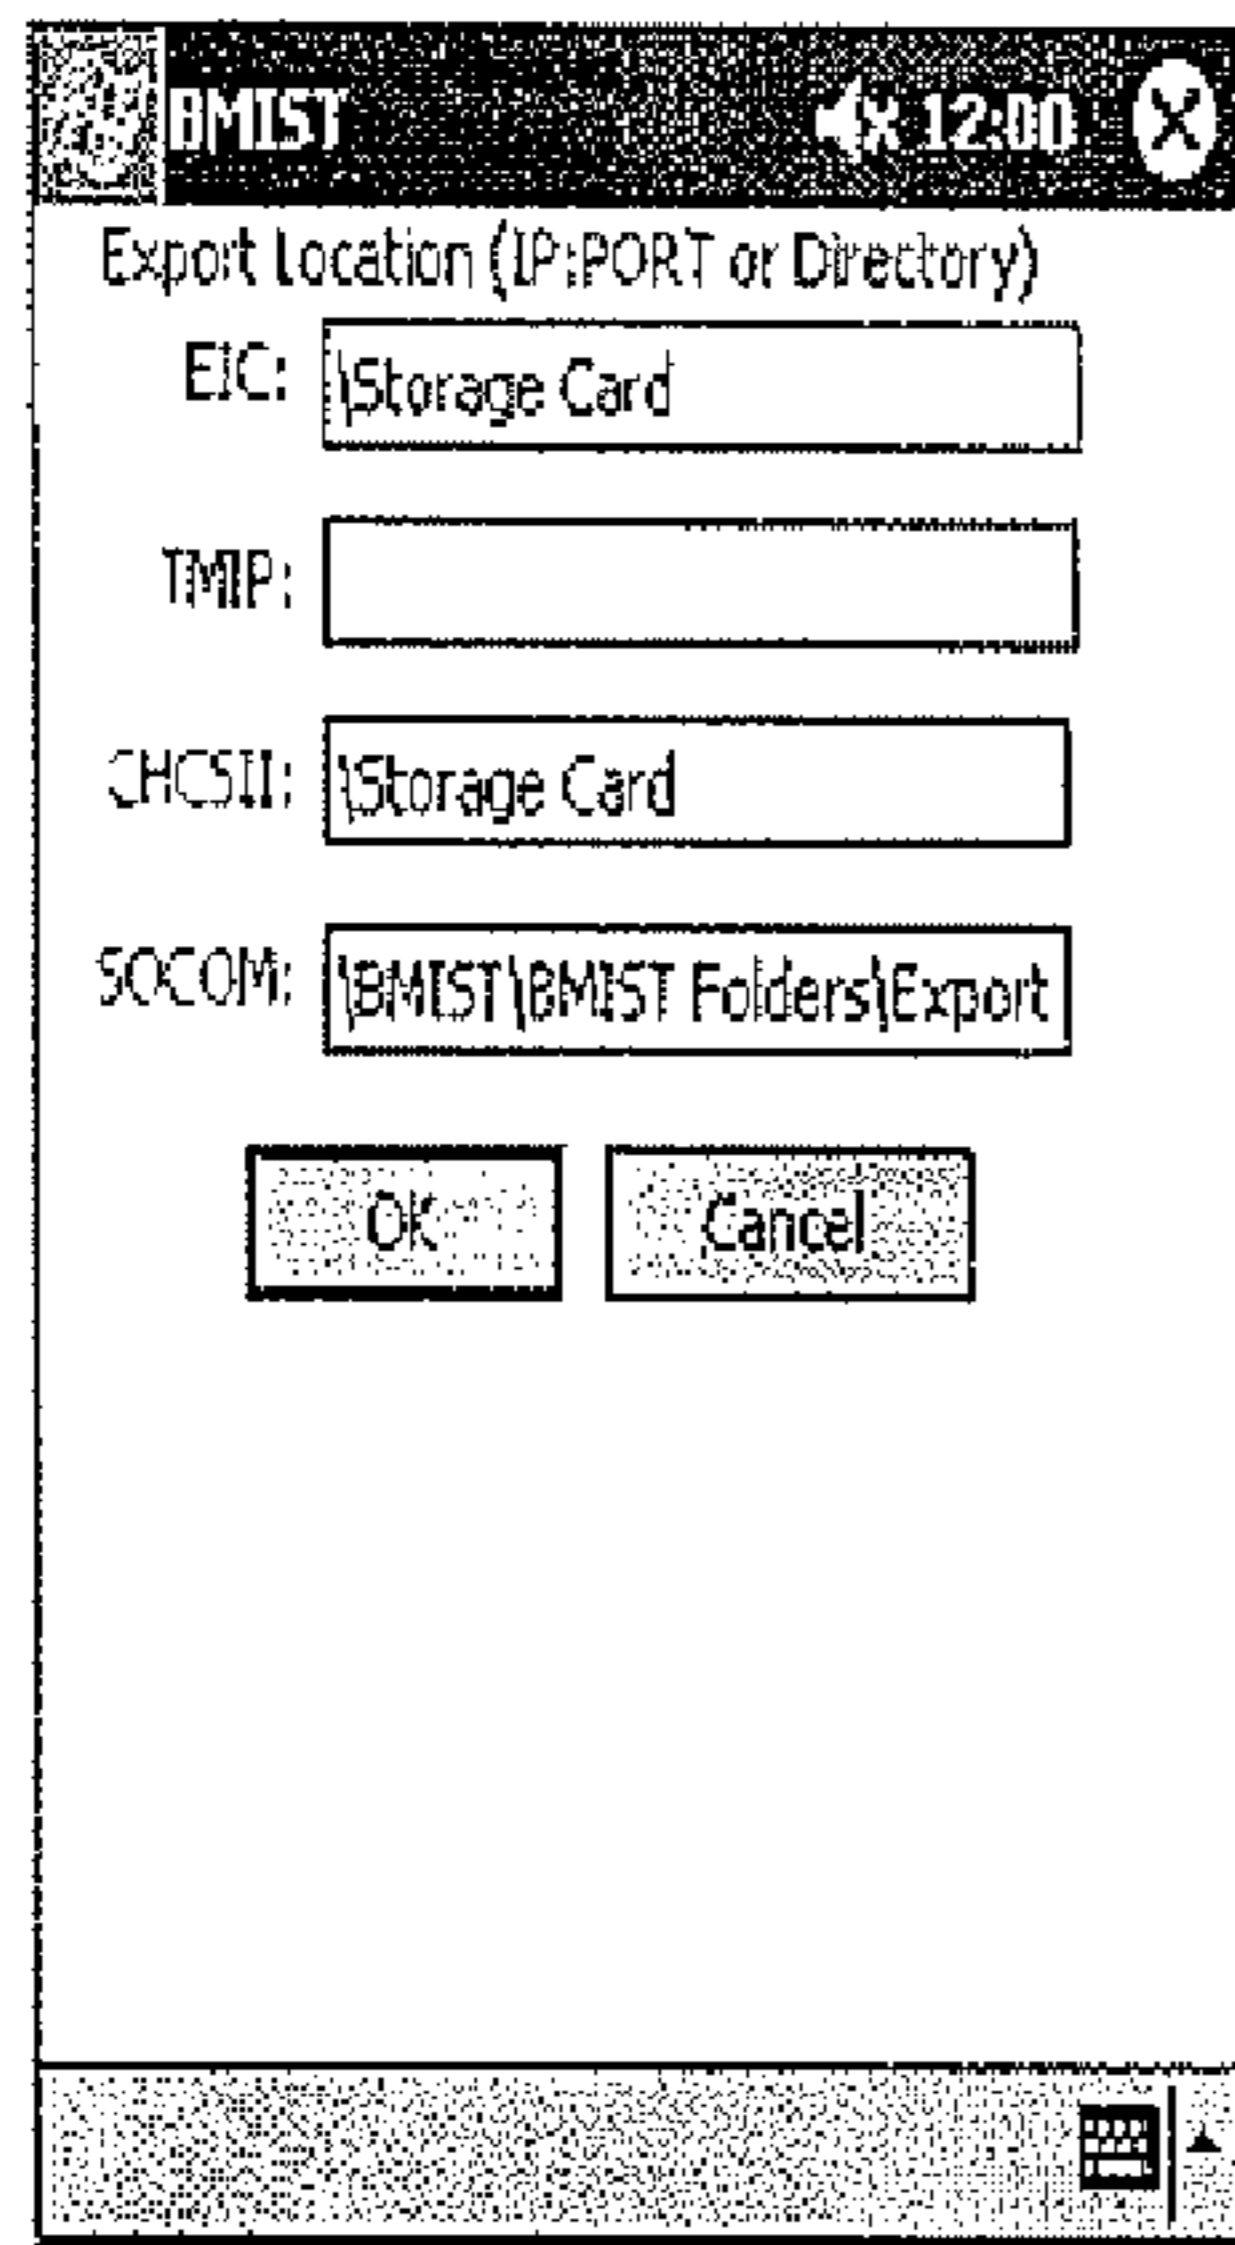 BMIST 12:00
Export Location (IP:PORT or Directory)
EIC: \Storage Card
TMIP:
CHCSII: \Storage Card
SOCOM: \BMIST\BMIST Folders\Export
OK Cancel